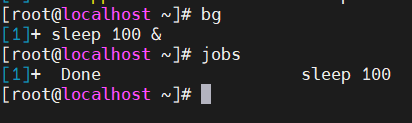 [root@localhost ~]# bg
[1]+ sleep 100 &
[root@localhost ~]# jobs
[1]+  Done                    sleep 100
[root@localhost ~]#